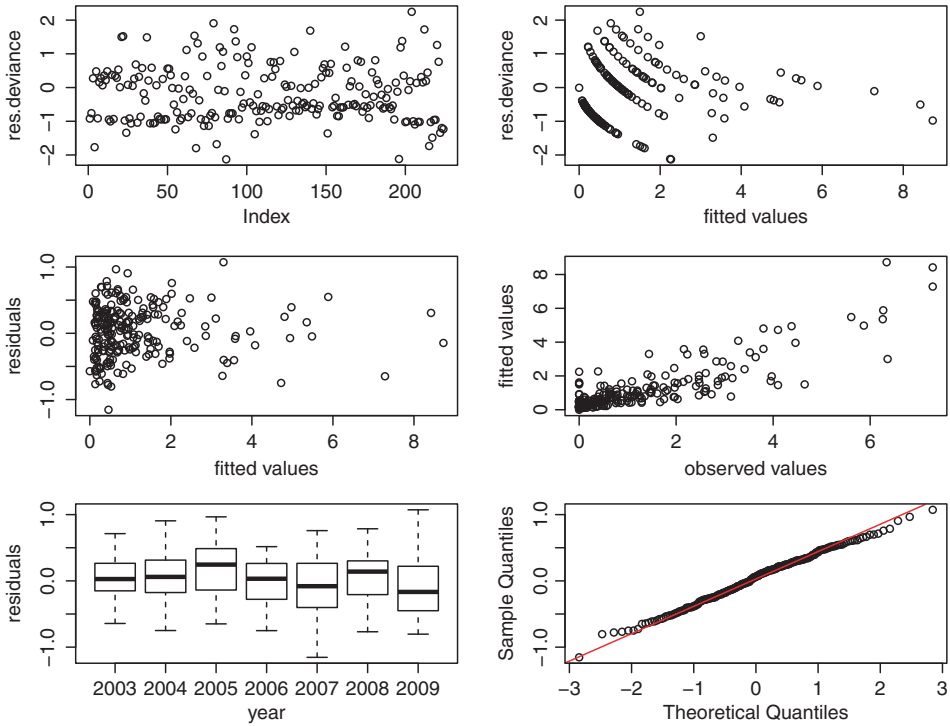 res.deviance
2
1
0
−1
−2
0 50 100 150 200
Index
res.deviance
2
1
0
−1
−2
0 2 4 6 8
fitted values
residuals
1.0
0.0
−1.0
0 2 4 6 8
fitted values
fitted values
8
6
4
2
0
0 2 4 6
observed values
residuals
1.0
0.0
−1.0
2003 2004 2005 2006 2007 2008 2009
year
Sample Quantiles
1.0
0.0
−1.0
−3 −2 −1 0 1 2 3
Theoretical Quantiles